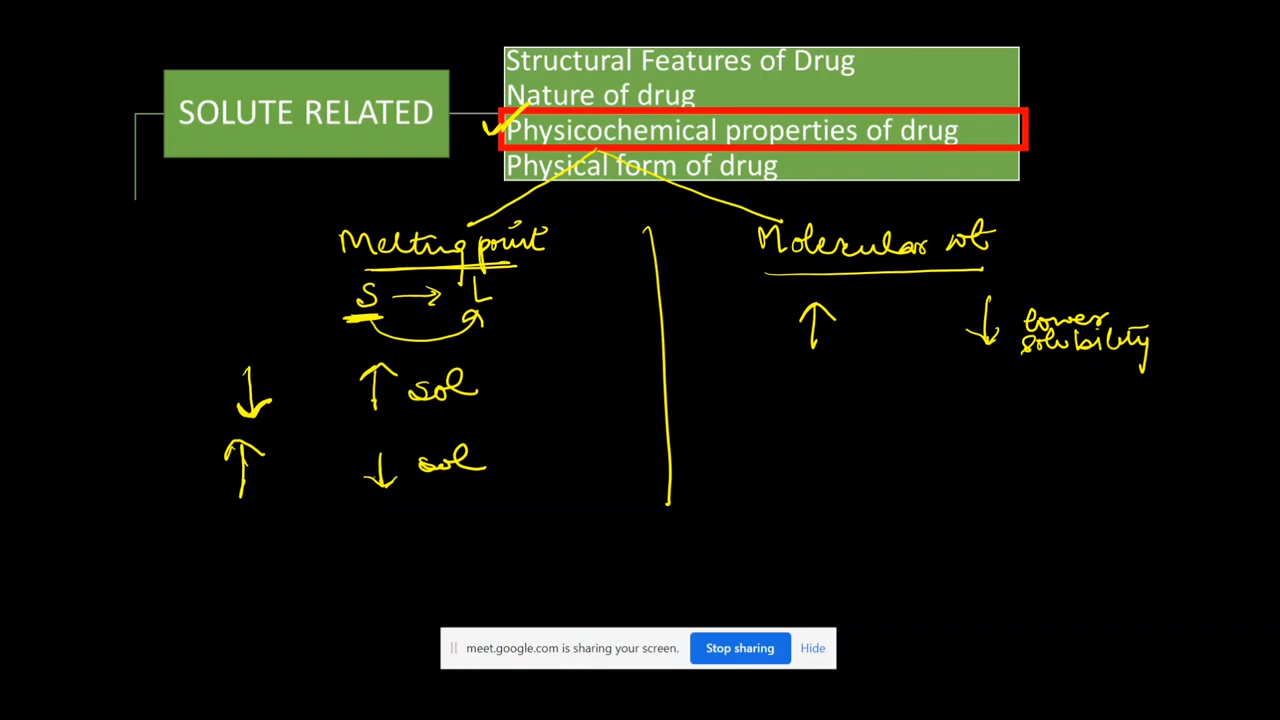 SOLUTE RELATED
Structural Features of Drug
Nature of drug
Physicochemical properties of drug
Physical form of drug
Melting point
S → L
↓ ↑ sol
↑ ↓ sol
Molecular wt
↑ ↓ lower
solubility
meet.google.com is sharing your screen.
Stop sharing
Hide